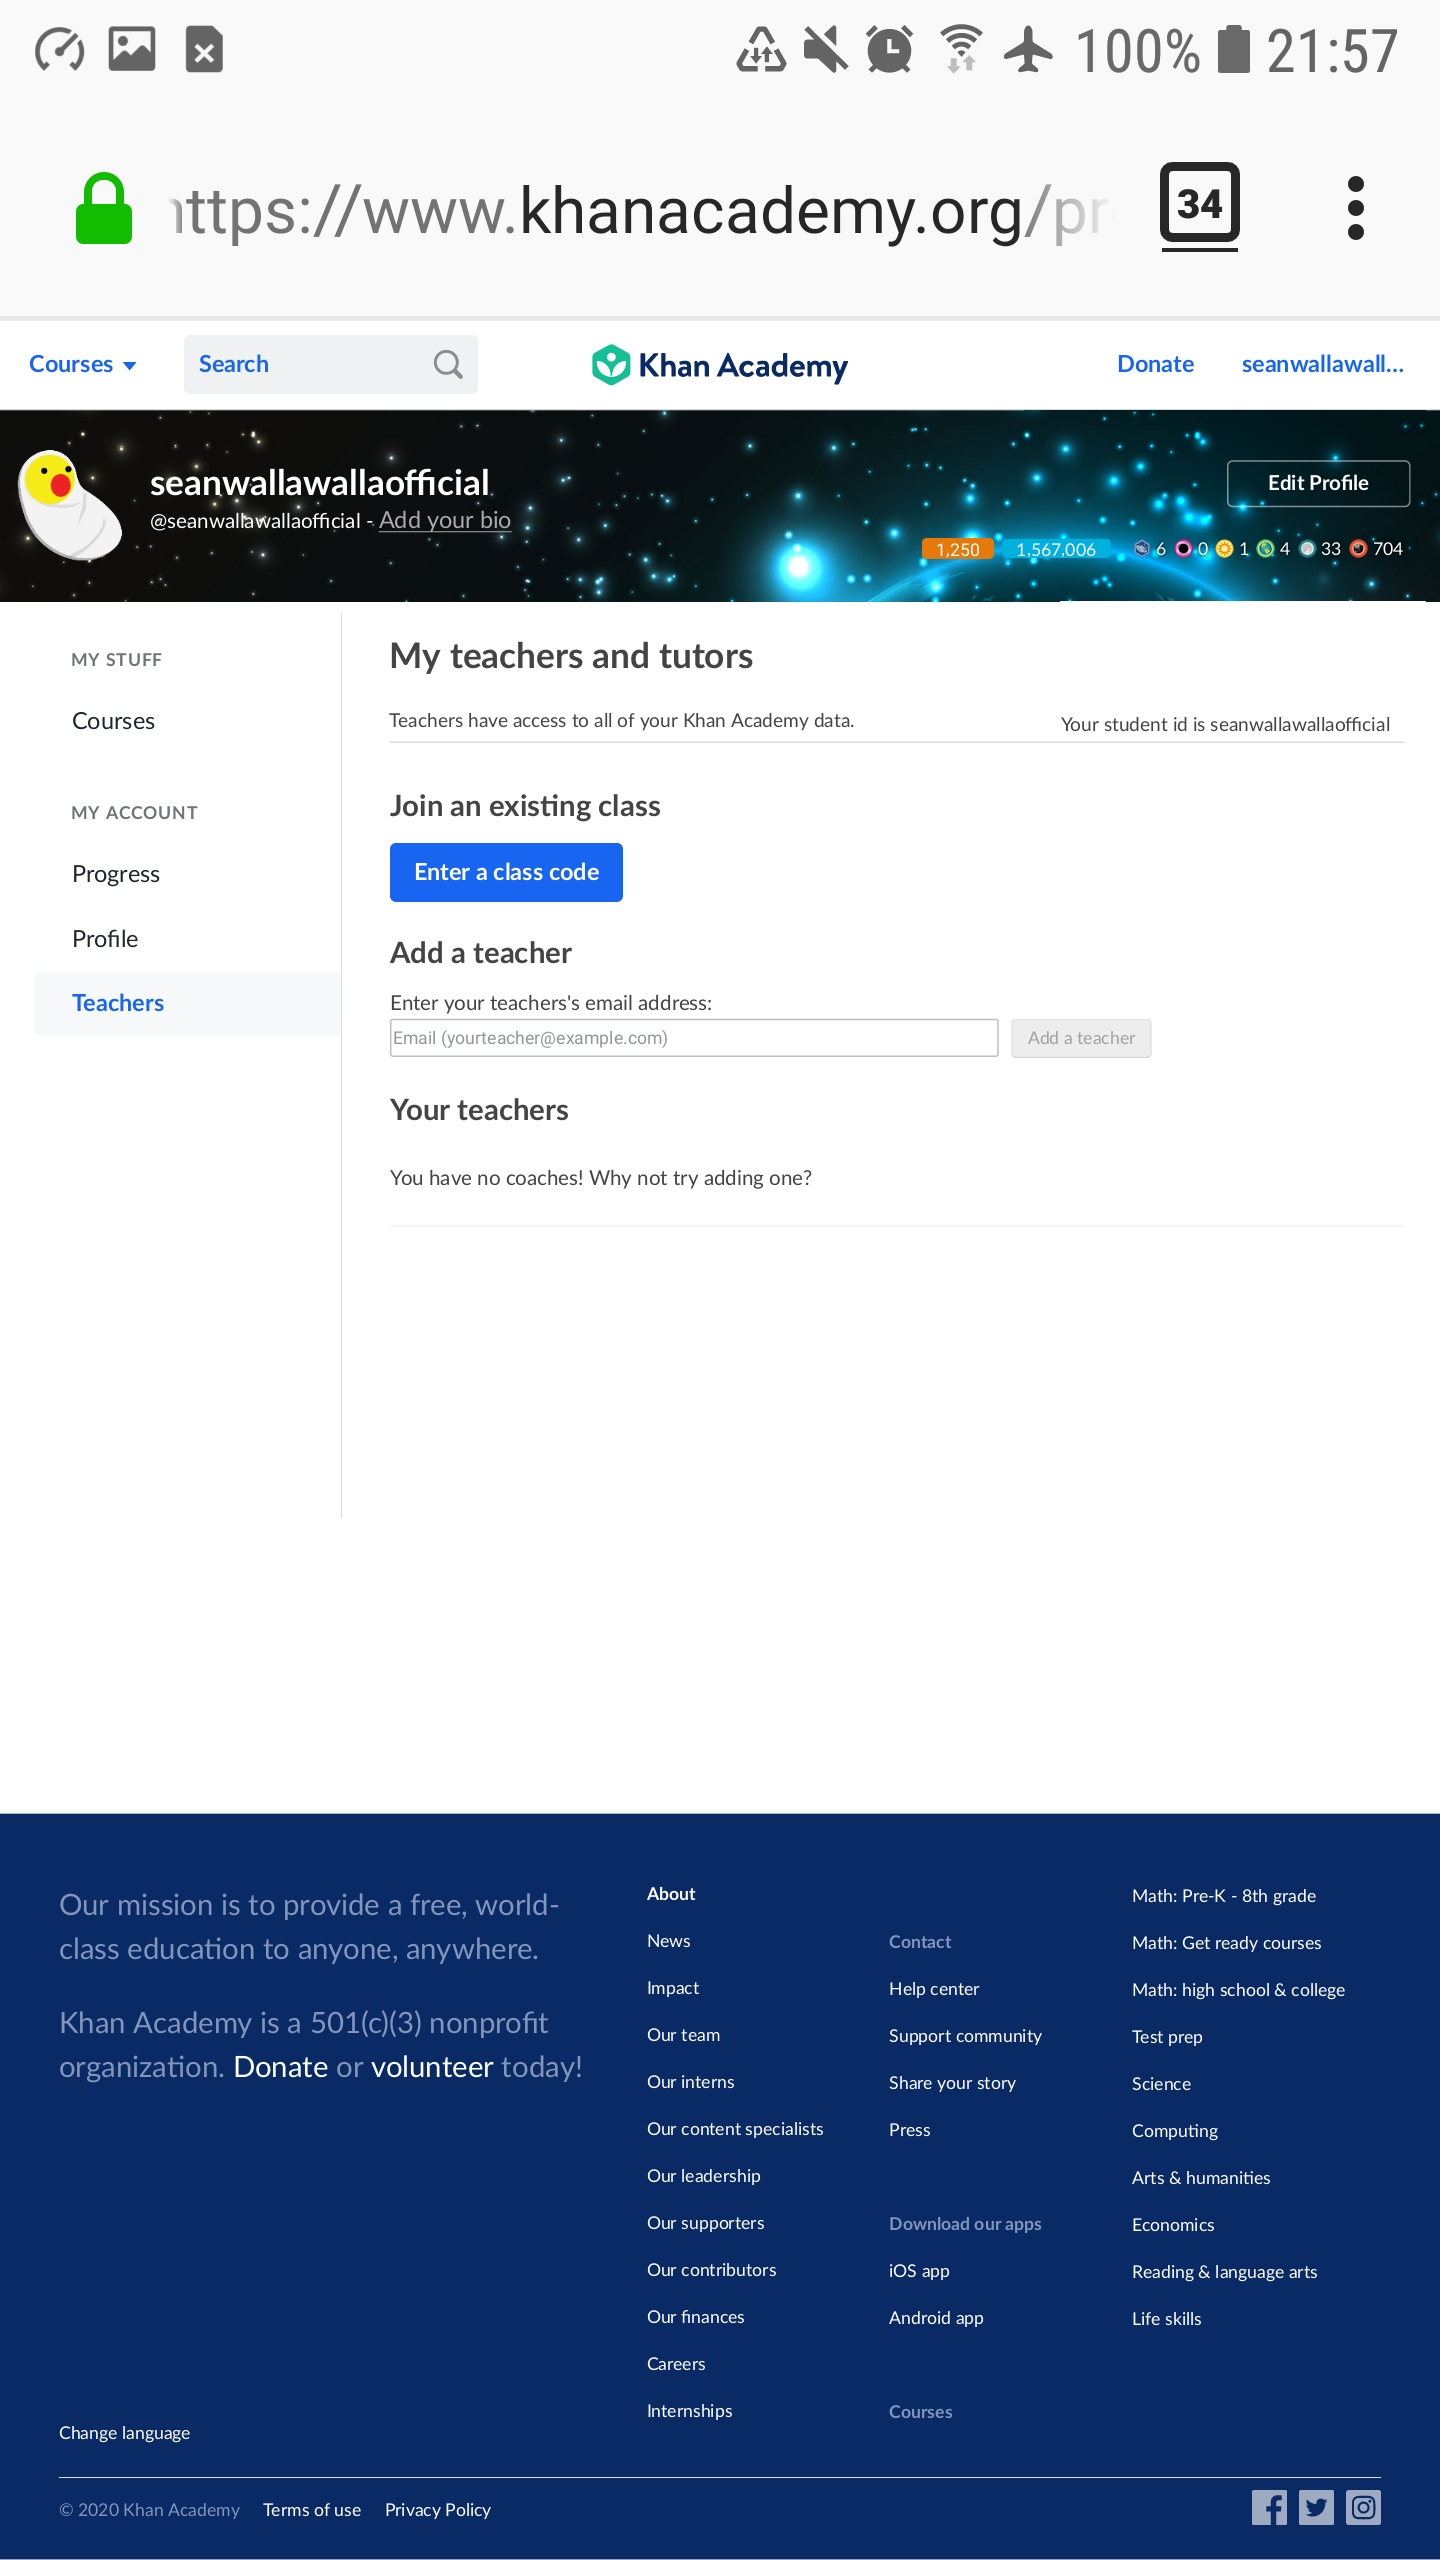 100% 21:57
https://www.khanacademy.org/pr
34
Courses
Search
Khan Academy
Donate
seanwallawall...
seanwallawallaofficial
@seanwallawallaofficial - Add your bio
Edit Profile
1,250 1,567,006 6 0 1 4 33 704
MY STUFF
Courses
MY ACCOUNT
Progress
Profile
Teachers
My teachers and tutors
Teachers have access to all of your Khan Academy data.
Your student id is seanwallawallaofficial
Join an existing class
Enter a class code
Add a teacher
Enter your teachers's email address:
Email (yourteacher@example.com)
Add a teacher
Your teachers
You have no coaches! Why not try adding one?
Our mission is to provide a free, world-
class education to anyone, anywhere.
Khan Academy is a 501(c)(3) nonprofit
organization. Donate or volunteer today!
About
News
Impact
Our team
Our interns
Our content specialists
Our leadership
Our supporters
Our contributors
Our finances
Careers
Internships
Contact
Help center
Support community
Share your story
Press
Download our apps
iOS app
Android app
Courses
Math: Pre-K - 8th grade
Math: Get ready courses
Math: high school & college
Test prep
Science
Computing
Arts & humanities
Economics
Reading & language arts
Life skills
Change language
© 2020 Khan Academy
Terms of use
Privacy Policy